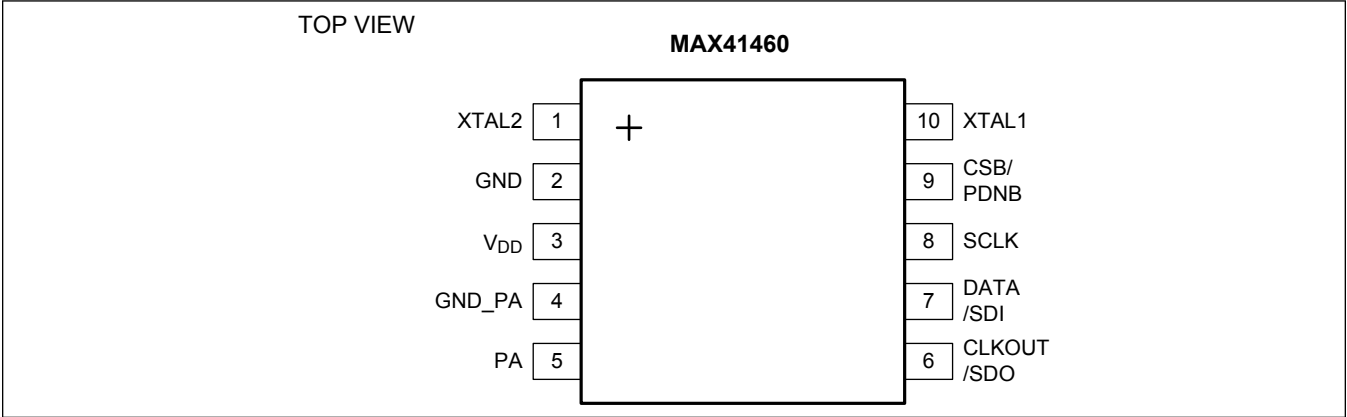 TOP VIEW
MAX41460
XTAL2 1
GND 2
VDD 3
GND_PA 4
PA 5
+
10 XTAL1
9 CSB/
PDNB
8 SCLK
7 DATA
/SDI
6 CLKOUT
/SDO